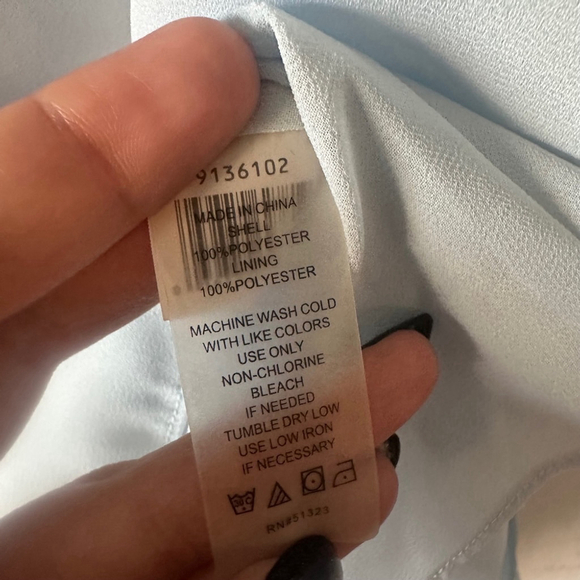 9136102
MADE IN CHINA
SHELL
100%POLYESTER
LINING
100%POLYESTER
MACHINE WASH COLD
WITH LIKE COLORS
USE ONLY
NON-CHLORINE
BLEACH
IF NEEDED
TUMBLE DRY LOW
USE LOW IRON
IF NECESSARY
RN#51323